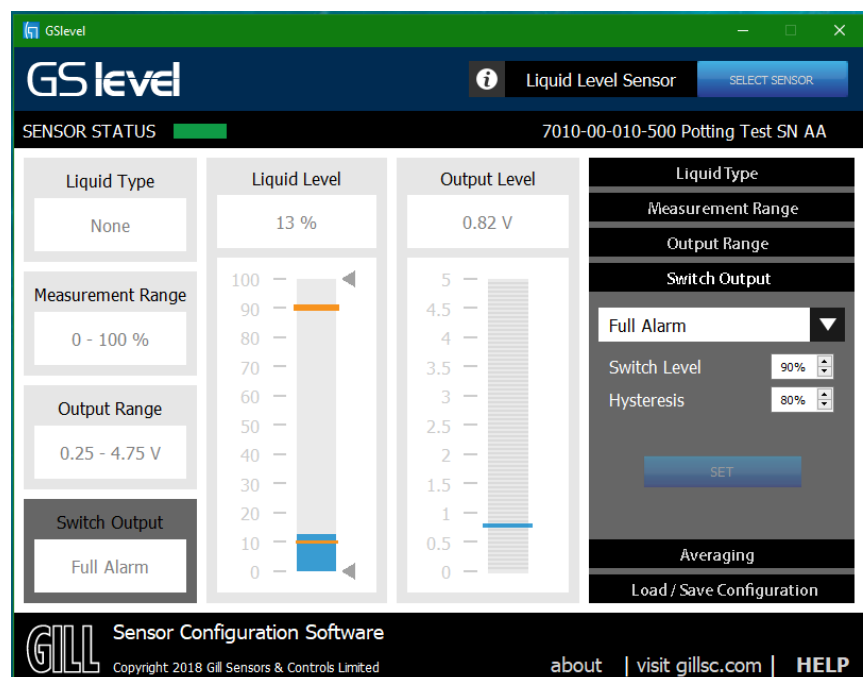 GSlevel
GS level
i Liquid Level Sensor SELECT SENSOR
SENSOR STATUS 7010-00-010-500 Potting Test SN AA
Liquid Type
None
Measurement Range
0 - 100 %
Output Range
0.25 - 4.75 V
Switch Output
Full Alarm
Liquid Level
13 %
100
90
80
70
60
50
40
30
20
10
0
Output Level
0.82 V
5
4.5
4
3.5
3
2.5
2
1.5
1
0.5
0
Liquid Type
Measurement Range
Output Range
Switch Output
Full Alarm
Switch Level 90%
Hysteresis 80%
SET
Averaging
Load / Save Configuration
GILL
Sensor Configuration Software
Copyright 2018 Gill Sensors & Controls Limited
about | visit gillsc.com | HELP